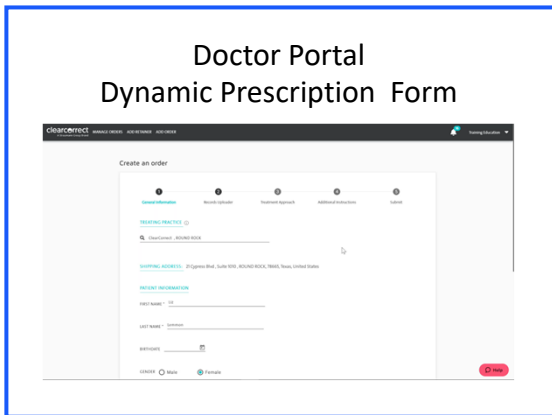 Doctor Portal
Dynamic Prescription Form
clearcorrect MANAGE ORDERS ADD RETAINER ADD ORDER Training Education
Create an order
1 2 3 4 5
General Information Records Uploader Treatment Approach Additional Instructions Submit
TREATING PRACTICE
ClearCorrect , ROUND ROCK
SHIPPING ADDRESS: 21 Cypress Blvd , ROUND ROCK, 78665, Texas, United States
PATIENT INFORMATION
FIRST NAME *
LAST NAME *
BIRTHDATE
GENDER Male Female
Help